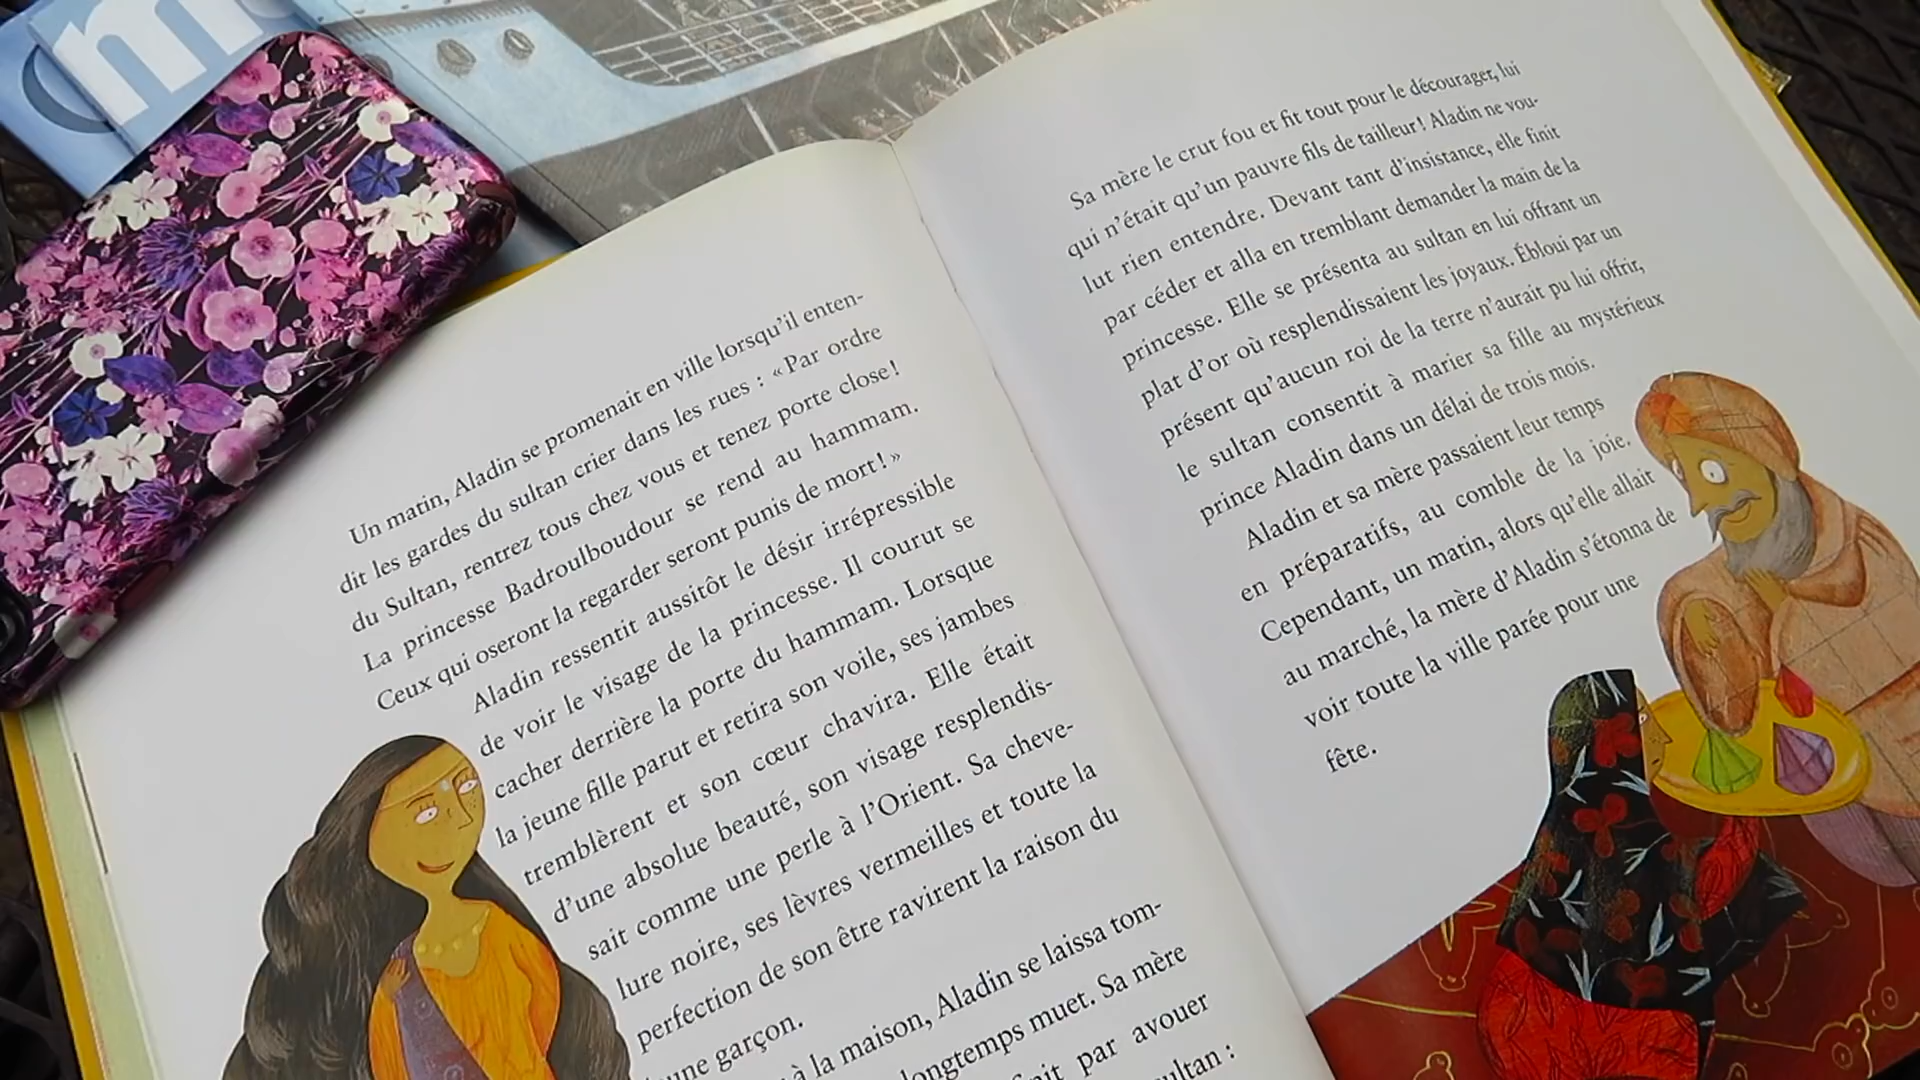 m
Un matin, Aladin se promenait en ville lorsqu'il enten-
dit les gardes du sultan crier dans les rues : « Par ordre
du Sultan, rentrez tous chez vous et tenez porte close !
La princesse Badroulboudour se rend au hammam.
Ceux qui oseront la regarder seront punis de mort ! »
Aladin ressentit aussitôt le désir irrépressible
de voir le visage de la princesse. Il courut se
cacher derrière la porte du hammam. Lorsque
la jeune fille parut et retira son voile, ses jambes
tremblèrent et son cœur chavira. Elle était
d'une absolue beauté, son visage resplendis-
sait comme une perle à l'Orient. Sa cheve-
lure noire, ses lèvres vermeilles et toute la
perfection de son être ravirent la raison du
garçon.
à la maison, Aladin se laissa tom-
longtemps muet. Sa mère
par avouer
Sa mère le crut fou et fit tout pour le décourager, lui
qui n'était qu'un pauvre fils de tailleur ! Aladin ne vou-
lut rien entendre. Devant tant d'insistance, elle finit
par céder et alla en tremblant demander la main de la
princesse. Elle se présenta au sultan en lui offrant un
plat d'or où resplendissaient les joyaux. Ébloui par un
présent qu'aucun roi de la terre n'aurait pu lui offrir,
le sultan consentit à marier sa fille au mystérieux
prince Aladin dans un délai de trois mois.
Aladin et sa mère passaient leur temps
en préparatifs, au comble de la joie.
Cependant, un matin, alors qu'elle allait
au marché, la mère d'Aladin s'étonna de
voir toute la ville parée pour une
fête.